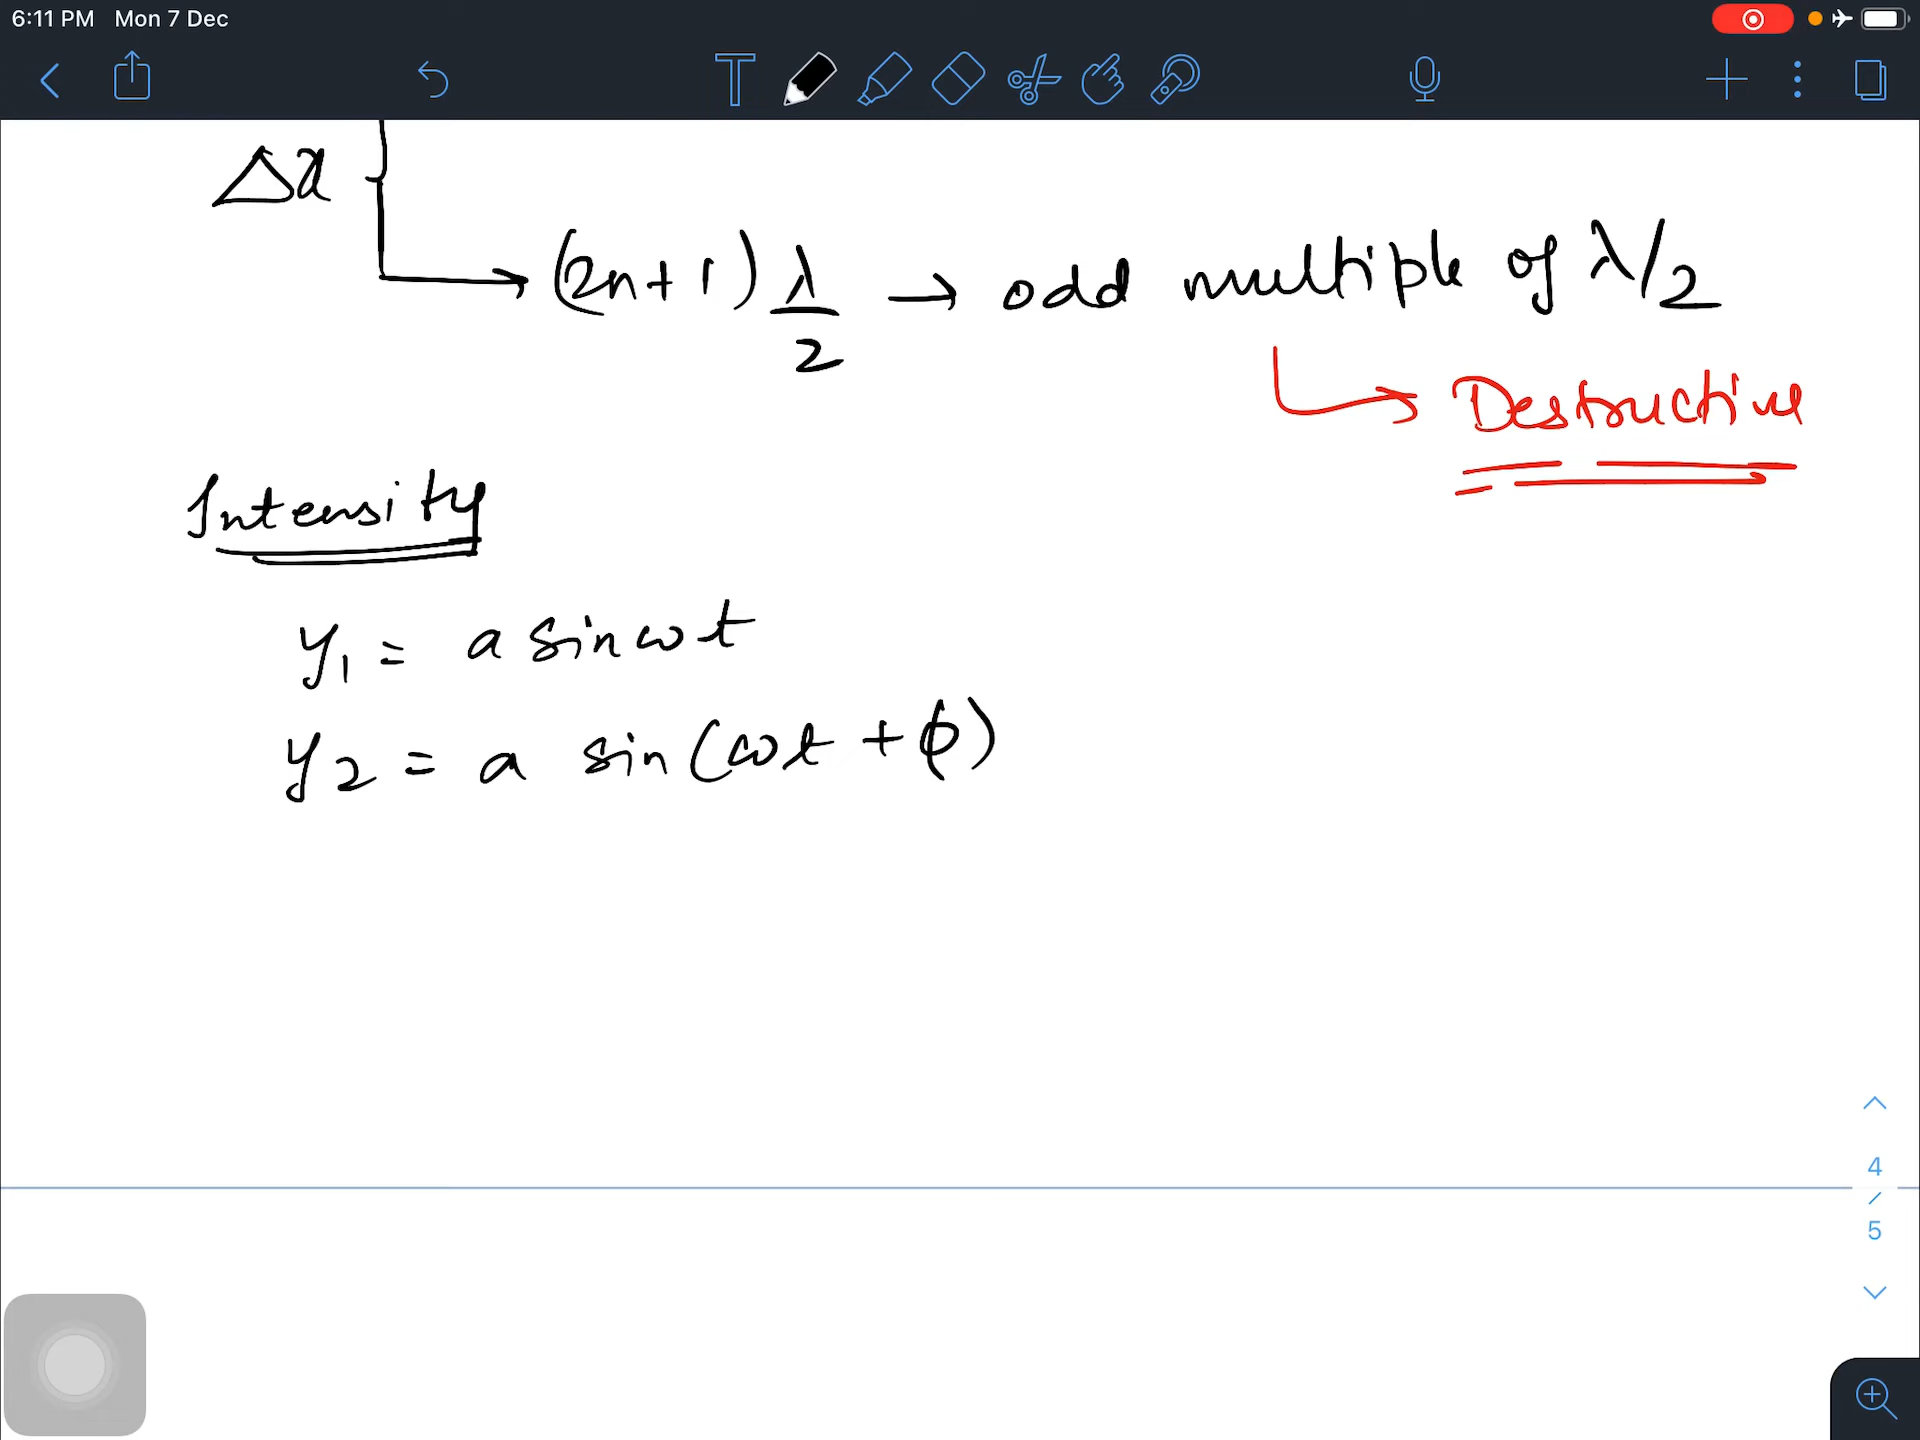 6:11 PM Mon 7 Dec
Δx
(2n+1) λ/2 → odd multiple of λ/2
Destructive
Intensity
y₁ = a sin ωt
y₂ = a sin (ωt + φ)
4
/
5